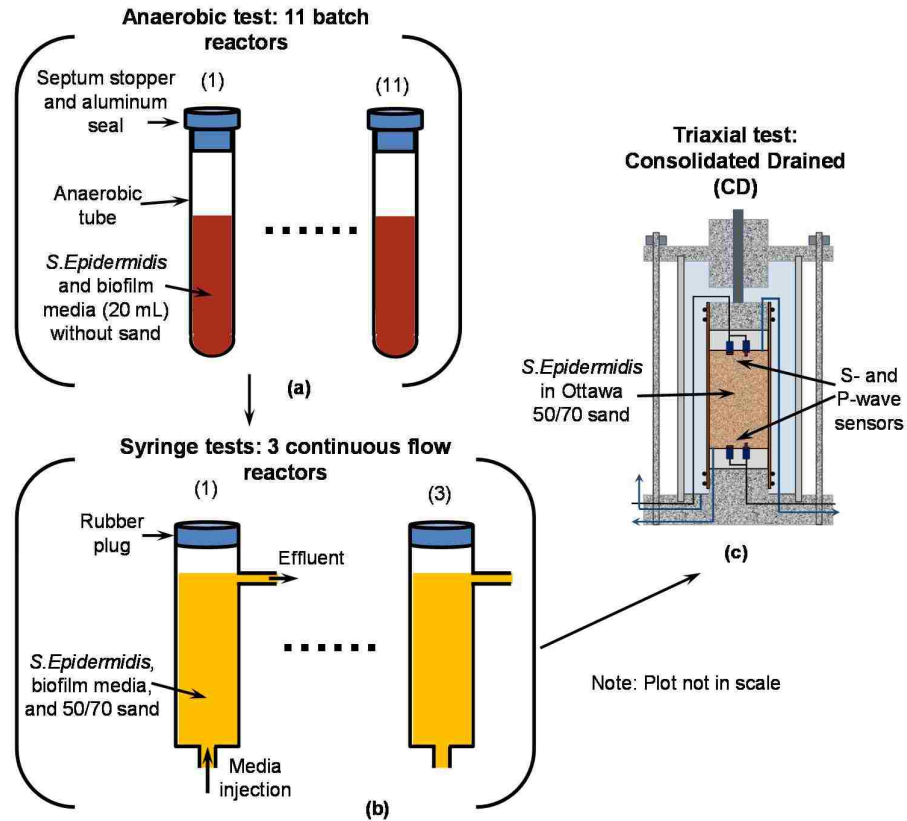 Anaerobic test: 11 batch
reactors
(1)
(11)
Septum stopper
and aluminum
seal
Anaerobic
tube
S.Epidermidis
and biofilm
media (20 mL)
without sand
(a)
Syringe tests: 3 continuous flow
reactors
(1)
(3)
Rubber
plug
Effluent
S.Epidermidis,
biofilm media,
and 50/70 sand
Media
injection
(b)
Triaxial test:
Consolidated Drained
(CD)
S.Epidermidis
in Ottawa
50/70 sand
S- and
P-wave
sensors
(c)
Note: Plot not in scale